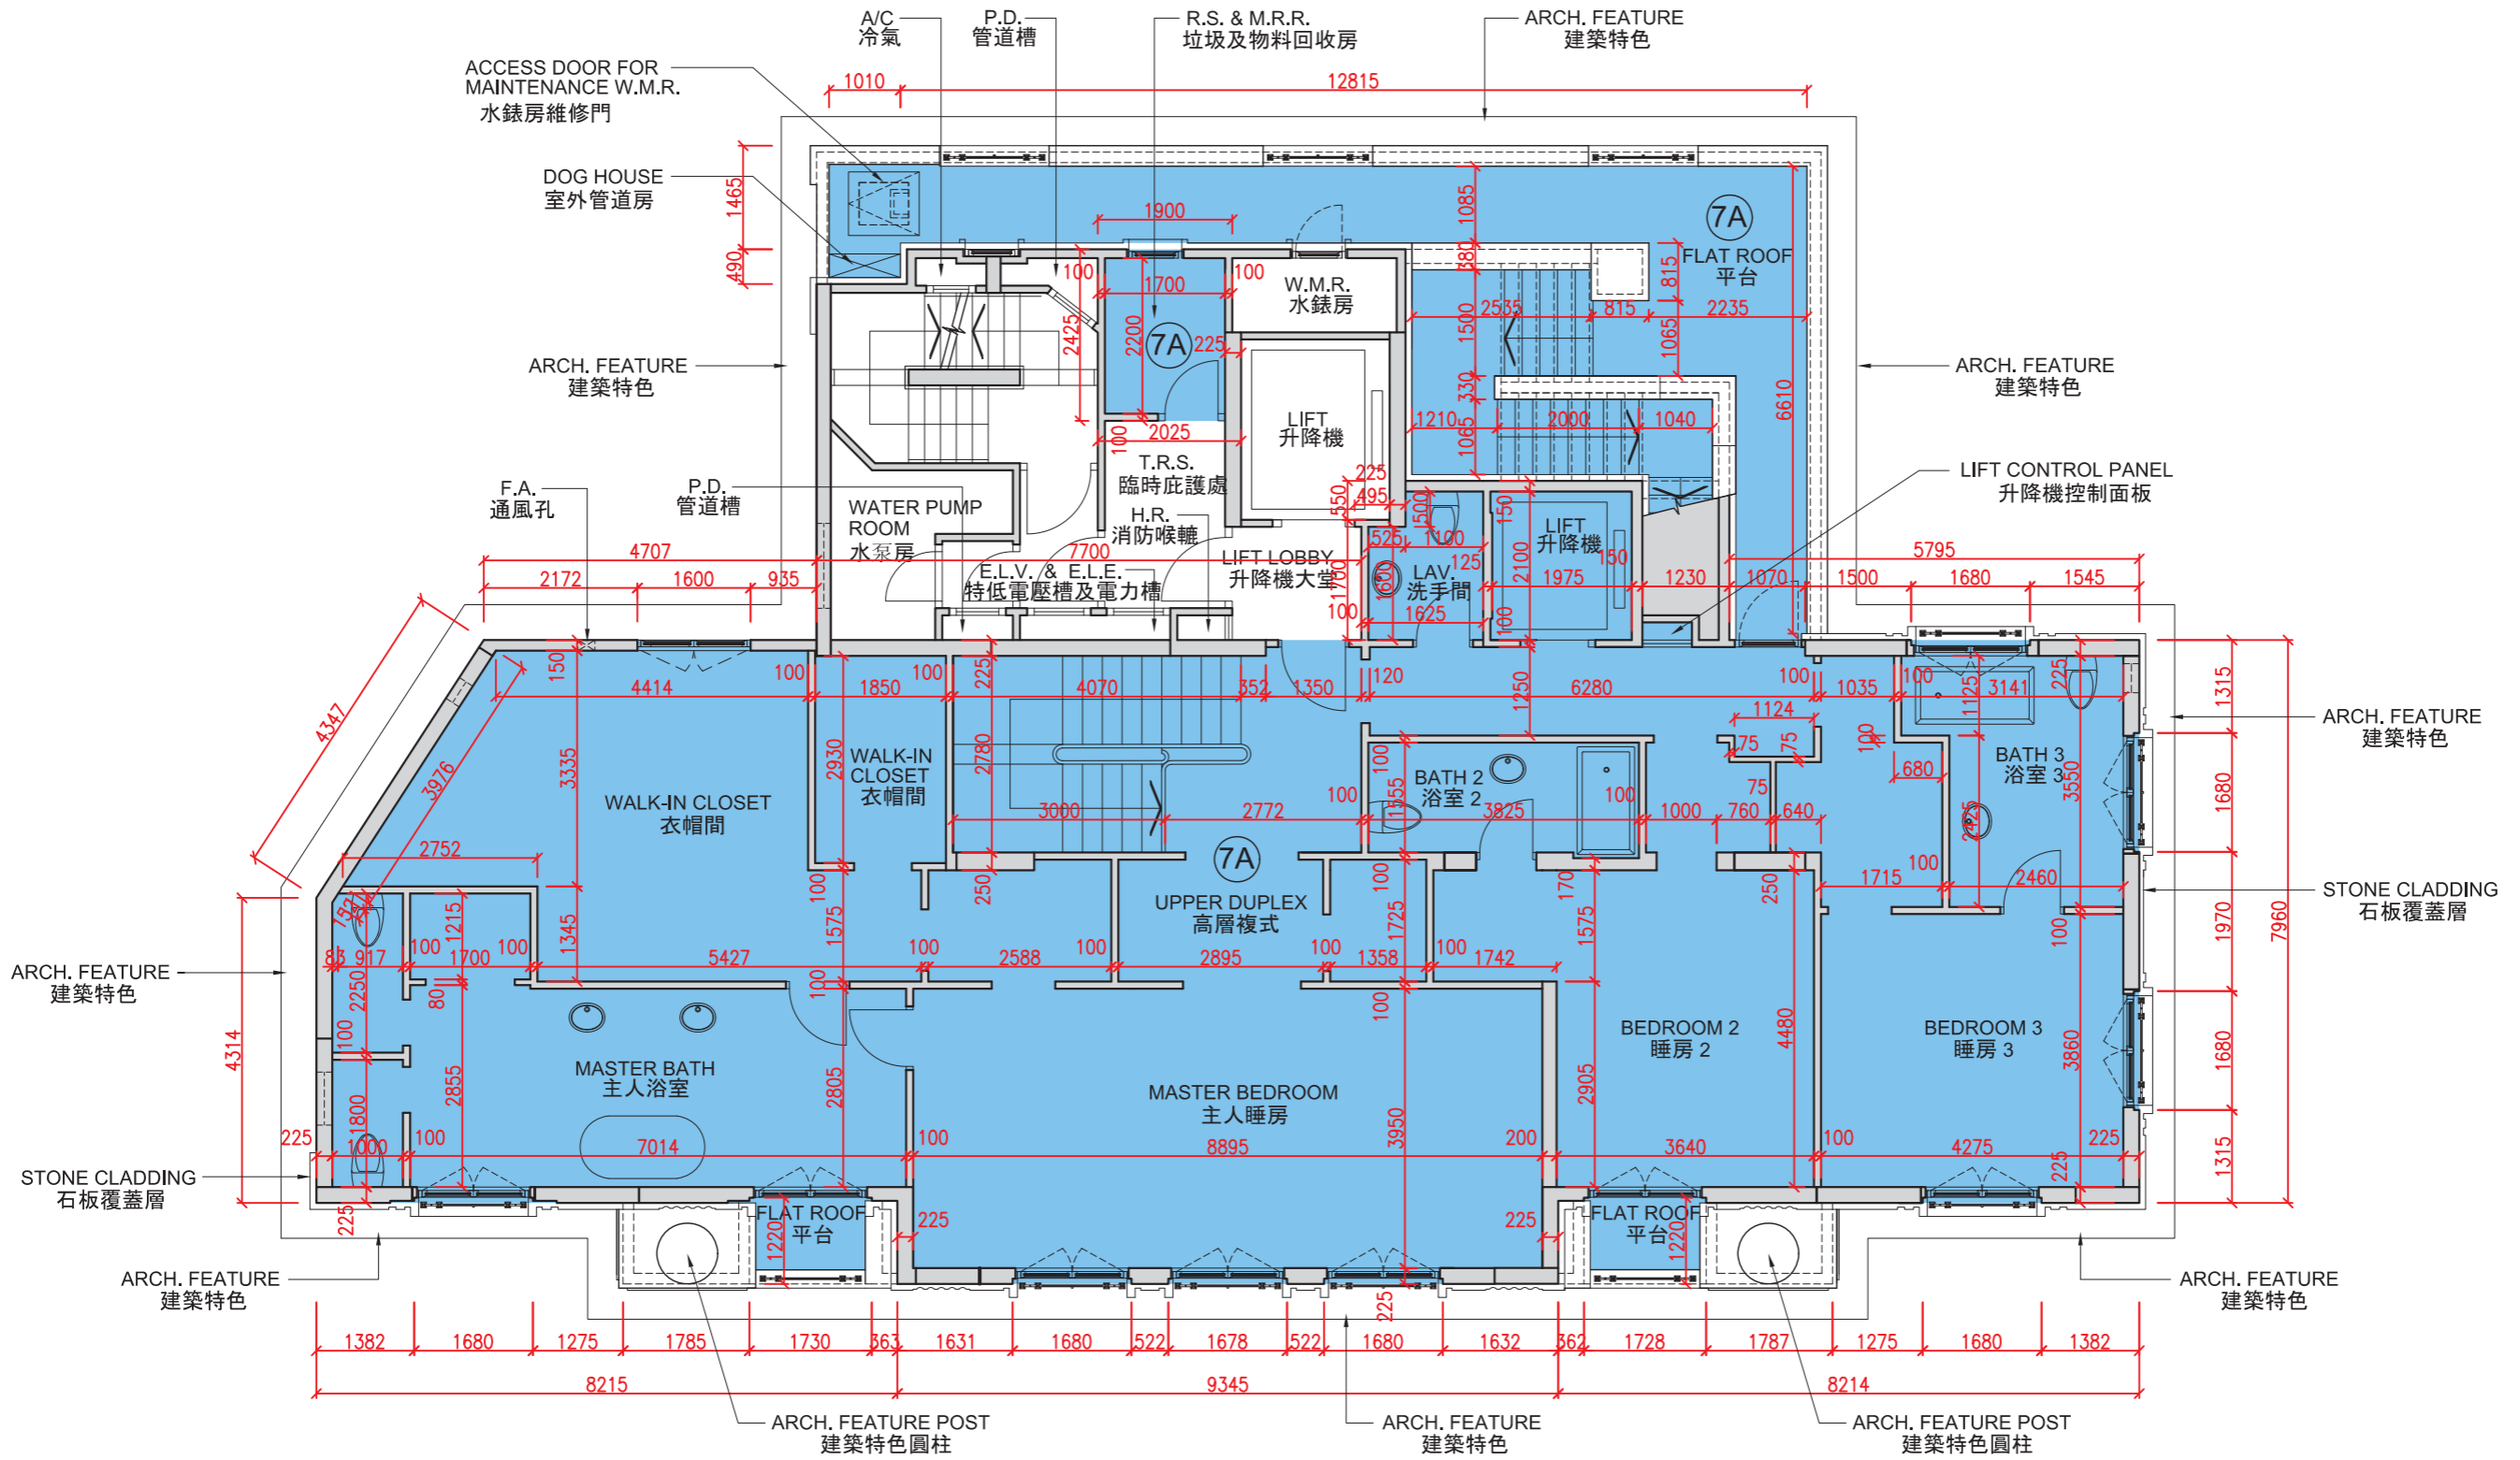 A/C
冷氣
P.D.
管道槽
R.S. & M.R.R.
垃圾及物料回收房
ARCH. FEATURE
建築特色
ACCESS DOOR FOR
MAINTENANCE W.M.R.
水錶房維修門
1010
12815
DOG HOUSE
室外管道房
1465
490
1900
1085
380
7A
FLAT ROOF
平台
815
100
1700
100
W.M.R.
水錶房
2535
815
2235
1500
1065
2425
2200
7A
225
ARCH. FEATURE
建築特色
ARCH. FEATURE
建築特色
330
6610
LIFT
升降機
1210
2000
1040
1065
100
2025
T.R.S.
臨時庇護處
225
495
550
LIFT CONTROL PANEL
升降機控制面板
F.A.
通風孔
P.D.
管道槽
WATER PUMP
ROOM
水泵房
H.R.
消防喉轆
500
150
LIFT
升降機
525
1100
125
2100
150
4707
7700
LIFT LOBBY
升降機大堂
5795
2172
1600
935
E.L.V. & E.L.E.
特低電壓槽及電力槽
1700
1600
LAV.
洗手間
1975
1230
1070
1500
1680
1545
100
1625
100
150
225
225
1315
4414
100
1850
100
4070
352
1350
120
6280
100
1035
100
3141
1125
1250
1124
ARCH. FEATURE
建築特色
4347
3976
3335
2930
2780
WALK-IN
CLOSET
衣帽間
WALK-IN CLOSET
衣帽間
100
BATH 2
浴室 2
75
75
100
680
BATH 3
浴室 3
3550
1680
1555
100
3000
2772
3825
100
1000
760
75
640
2425
2752
7A
UPPER DUPLEX
高層複式
250
100
100
170
250
1715
100
2460
STONE CLADDING
石板覆蓋層
152
1215
1345
1575
1725
1575
100
1970
7960
ARCH. FEATURE
建築特色
83
917
100
1700
100
5427
100
2588
100
2895
100
1358
100
1742
2250
80
100
100
100
4314
MASTER BATH
主人浴室
2855
2805
MASTER BEDROOM
主人睡房
3950
BEDROOM 2
睡房 2
2905
4480
BEDROOM 3
睡房 3
3860
1680
1800
225
1000
100
7014
100
8895
200
3640
100
4275
225
1315
STONE CLADDING
石板覆蓋層
225
FLAT ROOF
平台
1220
225
225
FLAT ROOF
平台
1220
225
225
ARCH. FEATURE
建築特色
ARCH. FEATURE
建築特色
1382
1680
1275
1785
1730
363
1631
1680
522
1678
522
1680
1632
362
1728
1787
1275
1680
1382
8215
9345
8214
ARCH. FEATURE POST
建築特色圓柱
ARCH. FEATURE
建築特色
ARCH. FEATURE POST
建築特色圓柱